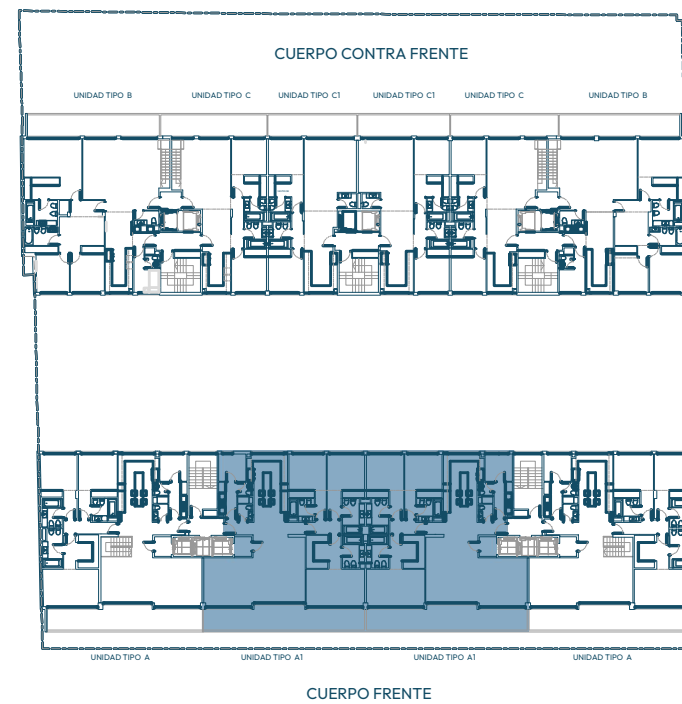 CUERPO CONTRA FRENTE
UNIDAD TIPO B UNIDAD TIPO C UNIDAD TIPO C1 UNIDAD TIPO C1 UNIDAD TIPO C UNIDAD TIPO B
UNIDAD TIPO A UNIDAD TIPO A1 UNIDAD TIPO A1 UNIDAD TIPO A
CUERPO FRENTE